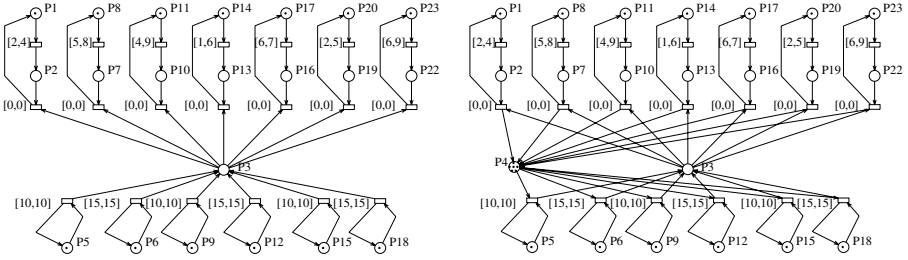 P1 P8 P11 P14 P17 P20 P23 P1 P8 P11 P14 P17 P20 P23
[2,4] [5,8] [4,9] [1,6] [6,7] [2,5] [6,9] [2,4] [5,8] [4,9] [1,6] [6,7] [2,5] [6,9]
P2 P7 P10 P13 P16 P19 P22 P2 P7 P10 P13 P16 P19 P22
[0,0] [0,0] [0,0] [0,0] [0,0] [0,0] [0,0] [0,0] [0,0] [0,0] [0,0] [0,0] [0,0] [0,0]
P3 P4 P3
[10,10] [15,15] [10,10] [15,15] [10,10] [15,15] [10,10] [15,15] [10,10] [15,15] [10,10] [15,15]
P5 P6 P9 P12 P15 P18 P5 P6 P9 P12 P15 P18